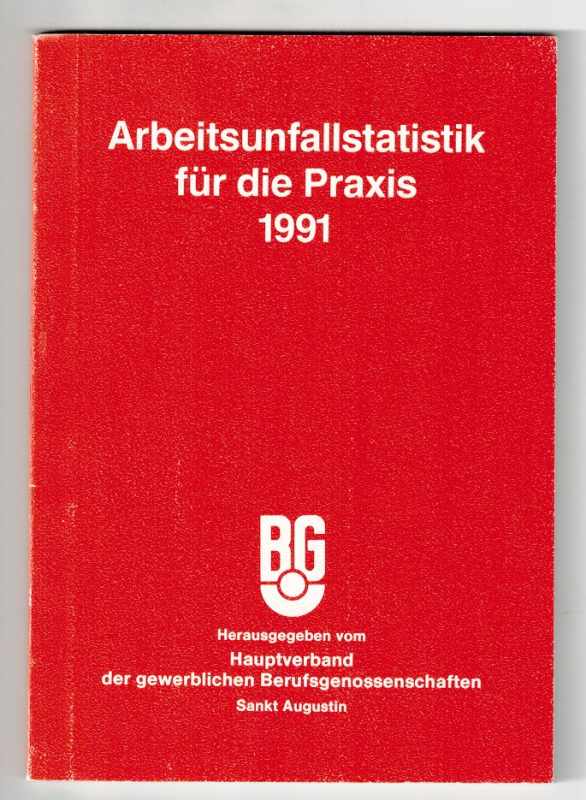 Arbeitsunfallstatistik
für die Praxis
1991
BG
Herausgegeben vom
Hauptverband
der gewerblichen Berufsgenossenschaften
Sankt Augustin